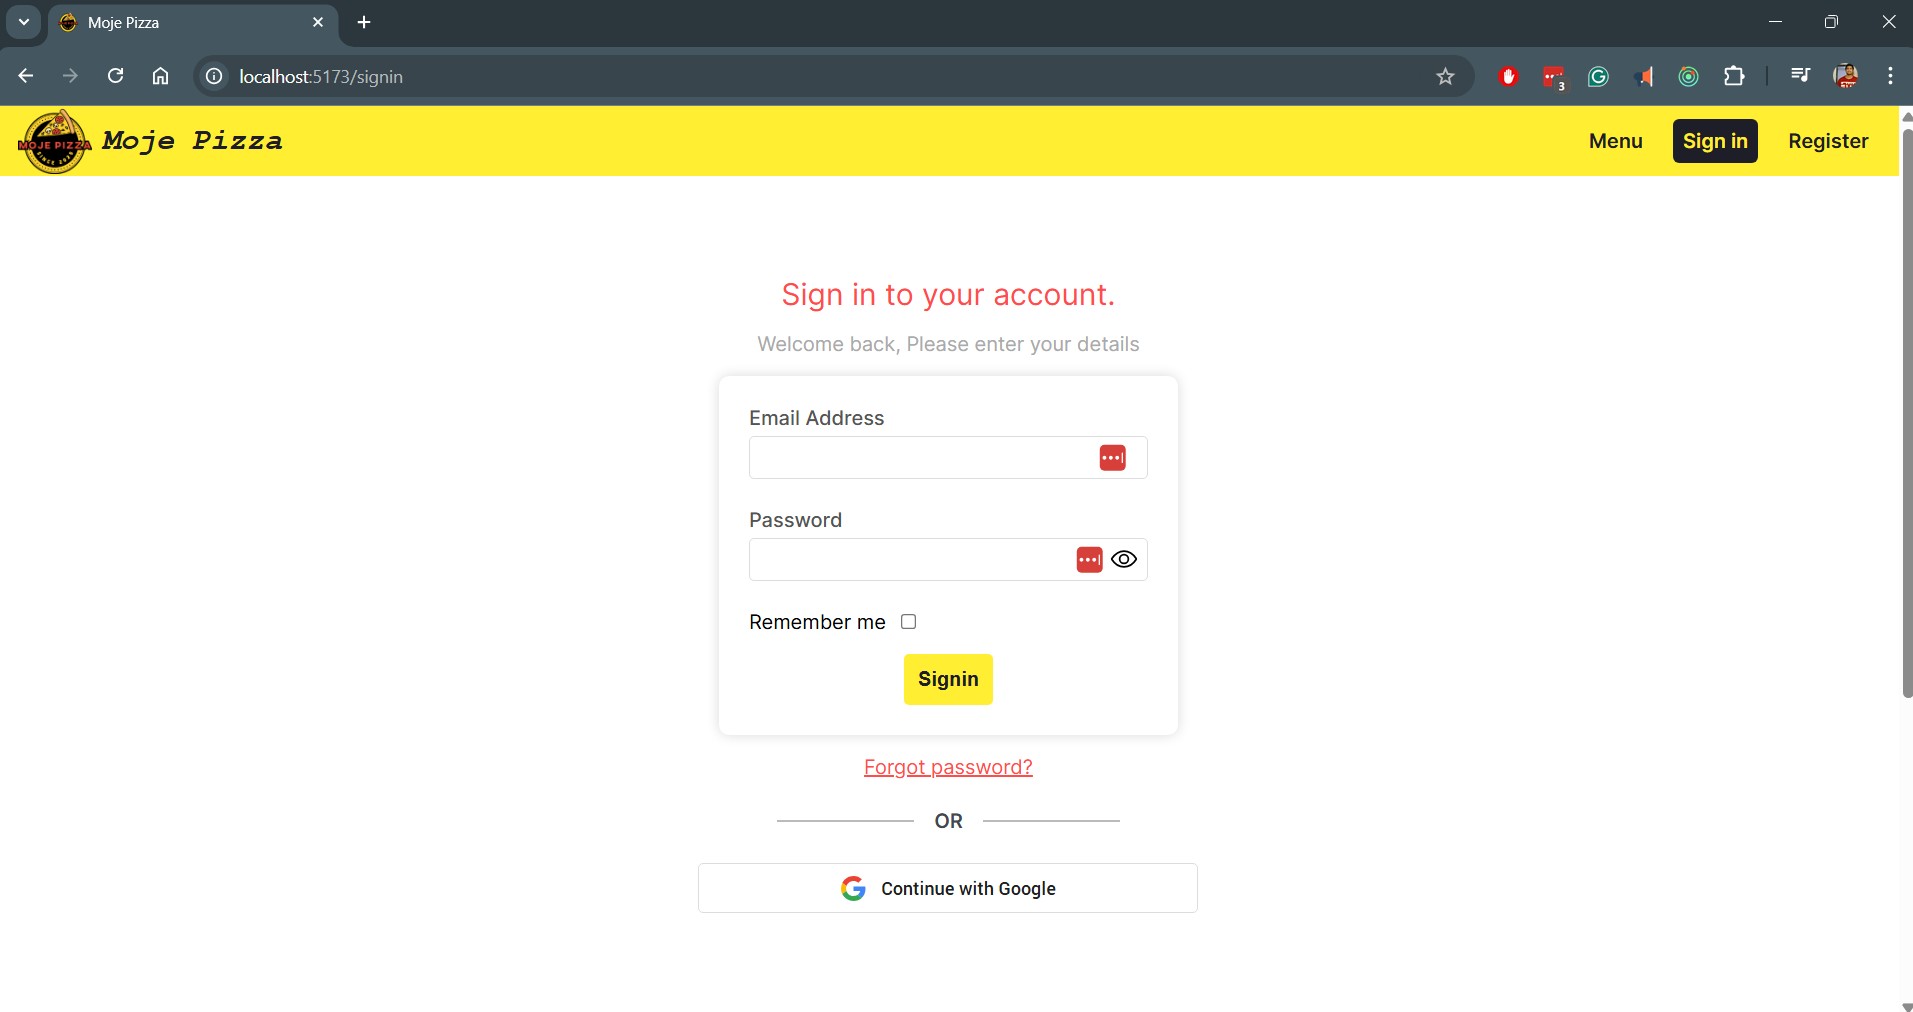 Moje Pizza
localhost:5173/signin
3
MOJE PIZZA
Moje Pizza
Menu
Sign in
Register
Sign in to your account.
Welcome back, Please enter your details
Email Address
Password
Remember me
Signin
Forgot password?
OR
Continue with Google